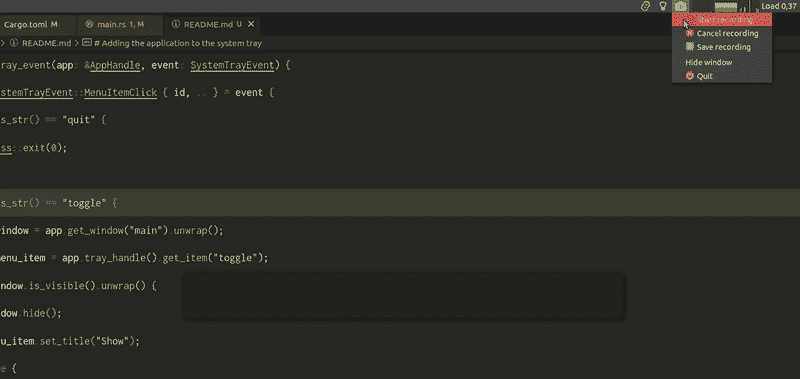 Load 0,37
Cargo.toml M
main.rs 1, M
README.md U
README.md > # Adding the application to the system tray
Start recording
Cancel recording
Save recording
Hide window
Quit
ray_event(app: &AppHandle, event: SystemTrayEvent) {
stemTrayEvent::MenuItemClick { id, .. } = event {
s_str() == "quit" {
ss::exit(0);
s_str() == "toggle" {
window = app.get_window("main").unwrap();
enu_item = app.tray_handle().get_item("toggle");
ndow.is_visible().unwrap() {
dow.hide();
u_item.set_title("Show");
e {